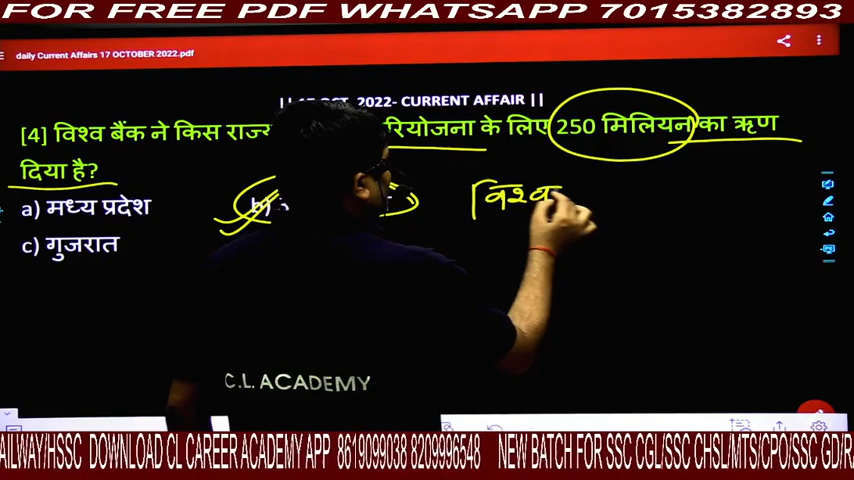 FOR FREE PDF WHATSAPP 7015382893
daily Current Affairs 17 OCTOBER 2022.pdf
2022- CURRENT AFFAIR ||
[4] विश्व बैंक ने किस राज्य के लिए 250 मिलियन का ऋण
दिया है?
a) मध्य प्रदेश
b)
विश्व
c) गुजरात
C.L. ACADEMY
AILWAY/HSSC DOWNLOAD CL CAREER ACADEMY APP 8619099038 8209996548 NEW BATCH FOR SSC CGL/SSC CHSL/MTS/CPO/SSC GD/RA